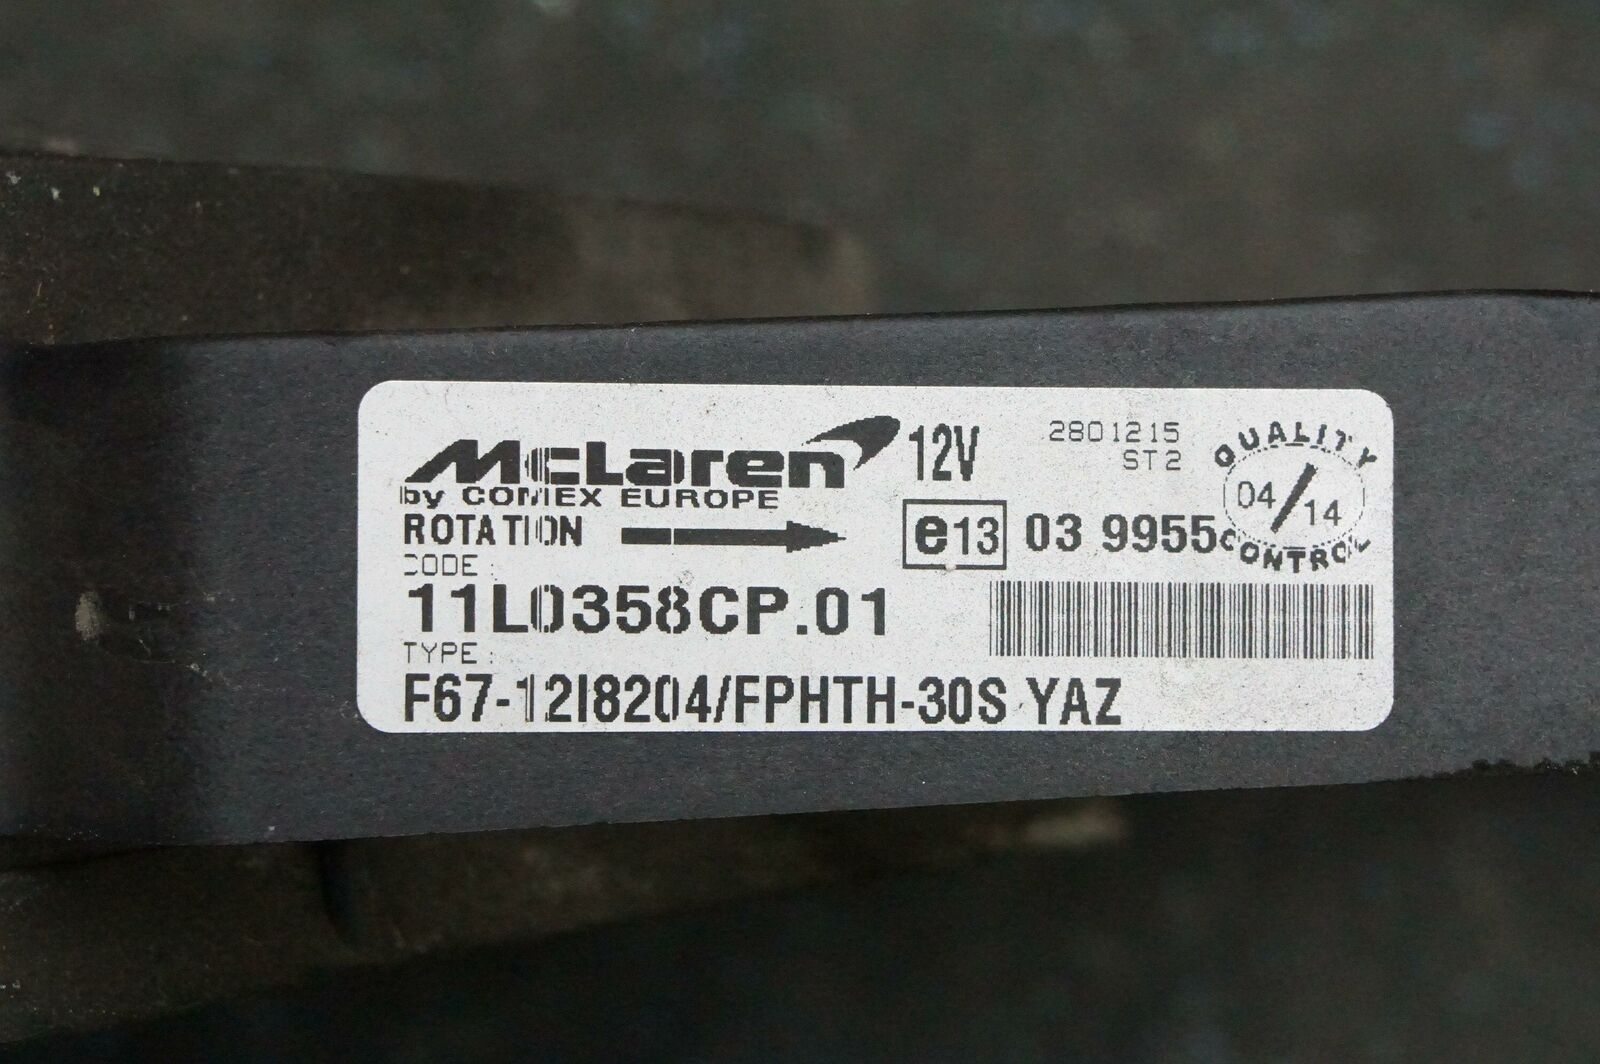 McLaren
by COMEX EUROPE
12V
2801215
ST2
QUALITY
04/14
CONTROL
ROTATION
e13 03 9955
CODE :
11L0358CP.01
TYPE :
F67-12I8204/FPHTH-30S YAZ